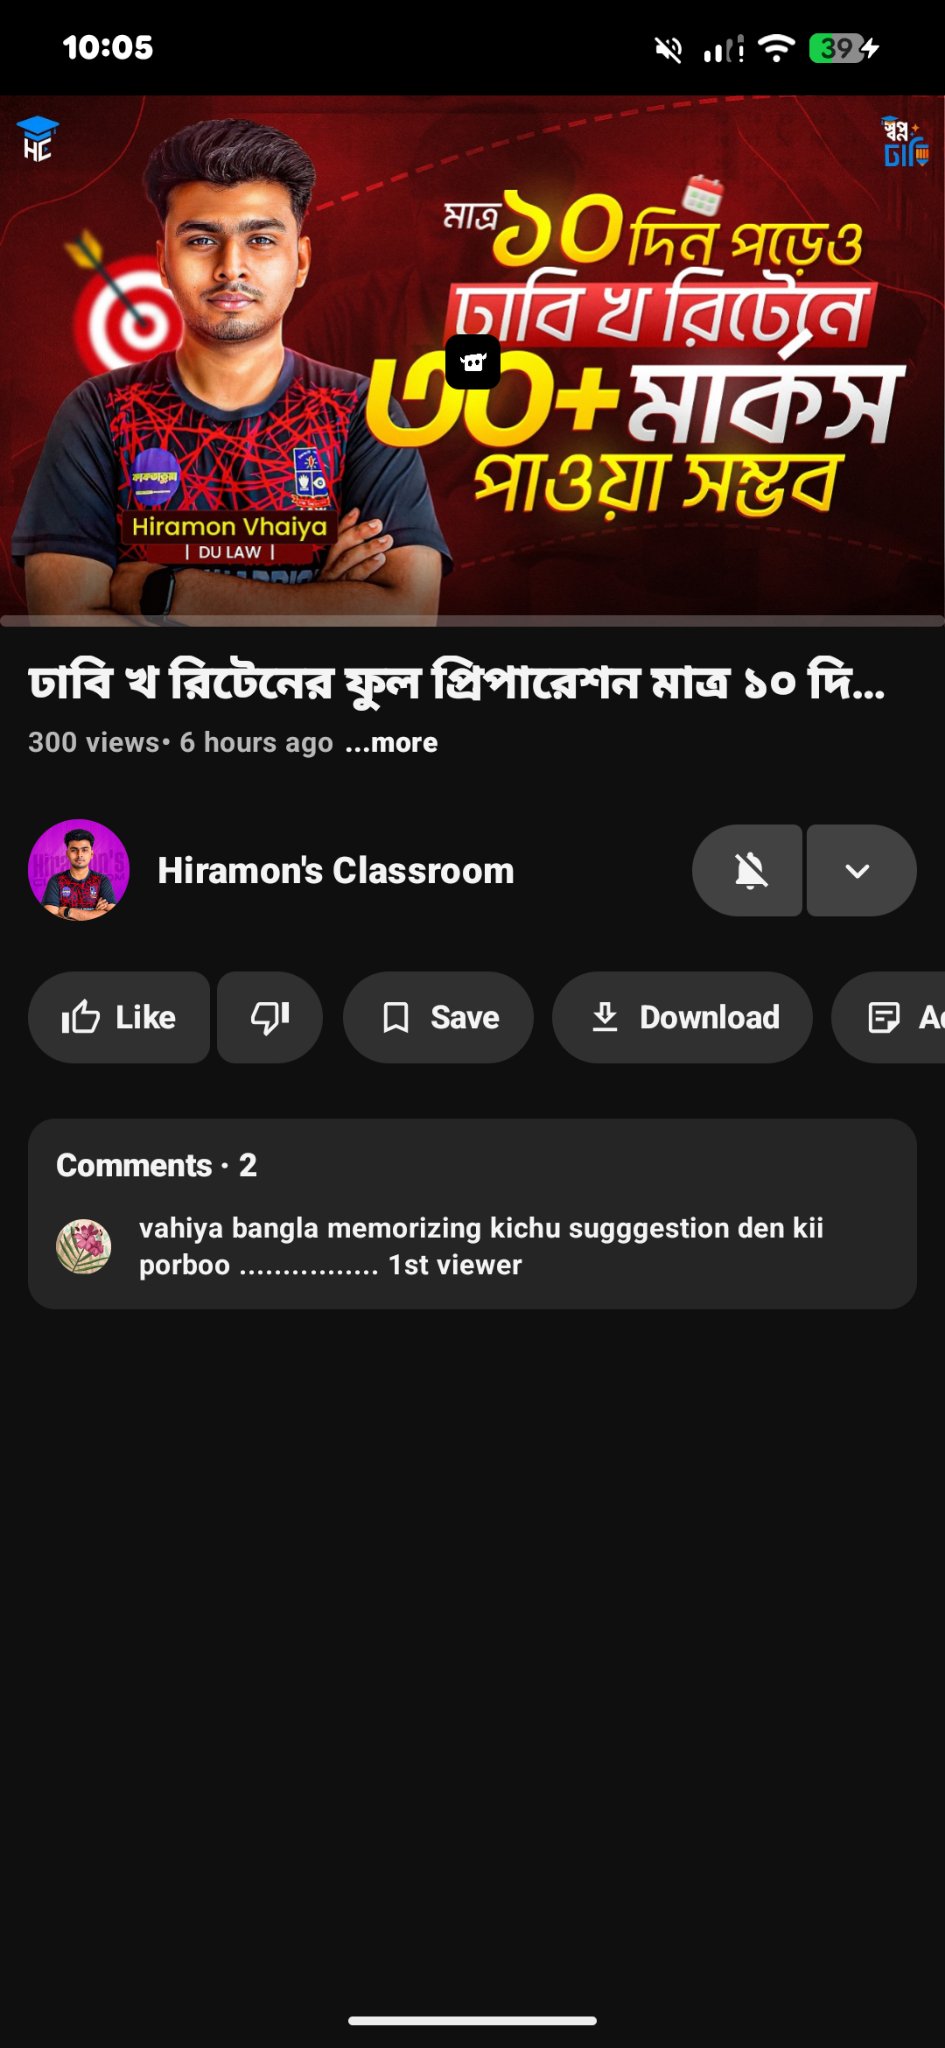 10:05
39
HC
স্বপ্ন
ঢাবি
মাত্র ১০ দিন পড়েও
ঢাবি খ রিটেনে
৩০+ মার্কস
পাওয়া সম্ভব
Hiramon Vhaiya
| DU LAW |
ঢাবি খ রিটেনের ফুল প্রিপারেশন মাত্র ১০ দি...
300 views• 6 hours ago ...more
Hiramon's Classroom
Like
Save
Download
Comments · 2
vahiya bangla memorizing kichu sugggestion den kii
porboo ................ 1st viewer